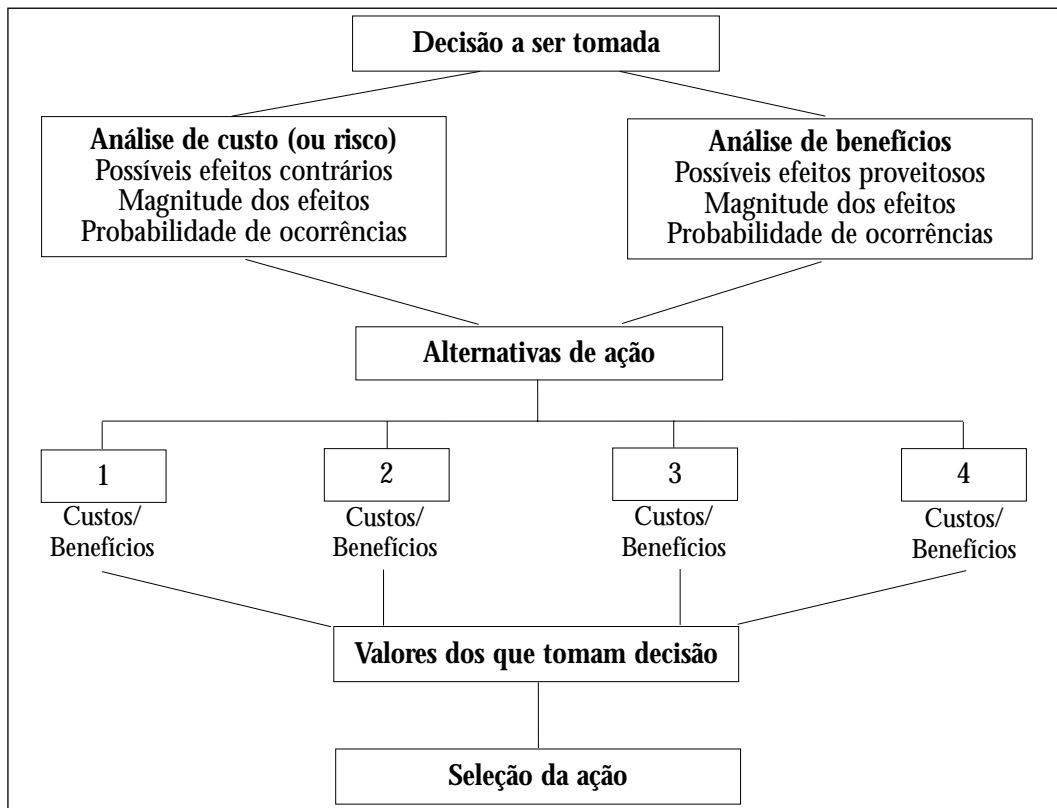 Decisão a ser tomada
Análise de custo (ou risco)
Possíveis efeitos contrários
Magnitude dos efeitos
Probabilidade de ocorrências
Análise de benefícios
Possíveis efeitos proveitosos
Magnitude dos efeitos
Probabilidade de ocorrências
Alternativas de ação
1
Custos/
Benefícios
2
Custos/
Benefícios
3
Custos/
Benefícios
4
Custos/
Benefícios
Valores dos que tomam decisão
Seleção da ação